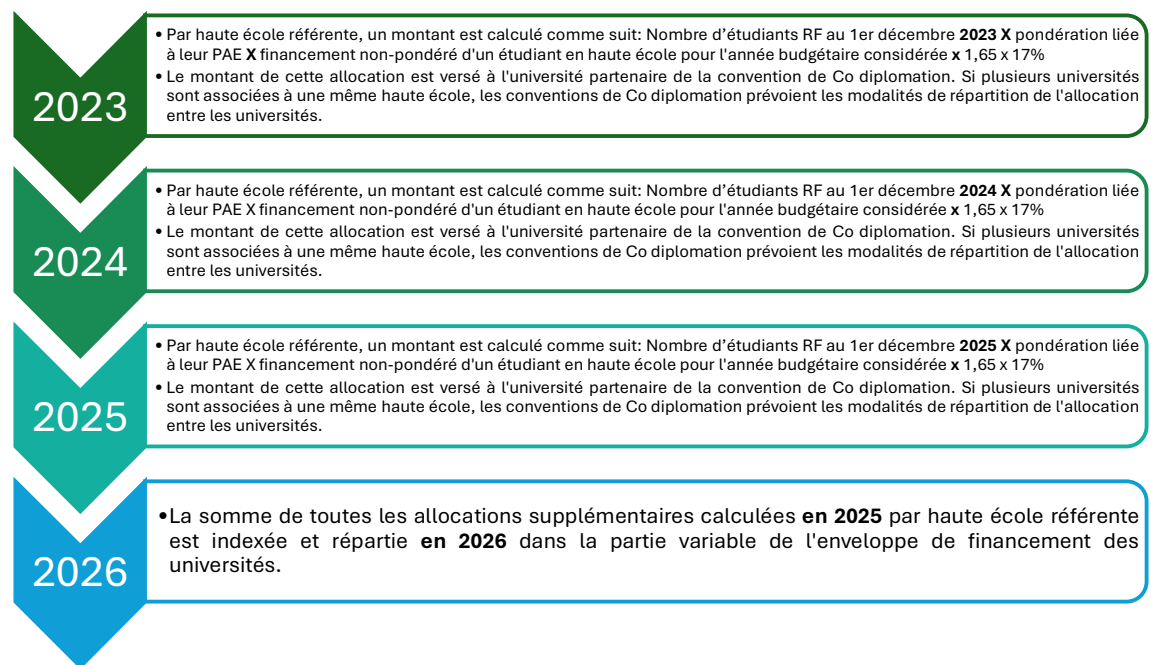 2023
• Par haute école référente, un montant est calculé comme suit: Nombre d’étudiants RF au 1er décembre 2023 X pondération liée
à leur PAE X financement non-pondéré d'un étudiant en haute école pour l'année budgétaire considérée x 1,65 x 17%
• Le montant de cette allocation est versé à l'université partenaire de la convention de Co diplomation. Si plusieurs universités
sont associées à une même haute école, les conventions de Co diplomation prévoient les modalités de répartition de l'allocation
entre les universités.
2024
• Par haute école référente, un montant est calculé comme suit: Nombre d’étudiants RF au 1er décembre 2024 X pondération liée
à leur PAE X financement non-pondéré d'un étudiant en haute école pour l'année budgétaire considérée x 1,65 x 17%
• Le montant de cette allocation est versé à l'université partenaire de la convention de Co diplomation. Si plusieurs universités
sont associées à une même haute école, les conventions de Co diplomation prévoient les modalités de répartition de l'allocation
entre les universités.
2025
• Par haute école référente, un montant est calculé comme suit: Nombre d’étudiants RF au 1er décembre 2025 X pondération liée
à leur PAE X financement non-pondéré d'un étudiant en haute école pour l'année budgétaire considérée x 1,65 x 17%
• Le montant de cette allocation est versé à l'université partenaire de la convention de Co diplomation. Si plusieurs universités
sont associées à une même haute école, les conventions de Co diplomation prévoient les modalités de répartition de l'allocation
entre les universités.
2026
•La somme de toutes les allocations supplémentaires calculées en 2025 par haute école référente
est indexée et répartie en 2026 dans la partie variable de l'enveloppe de financement des
universités.